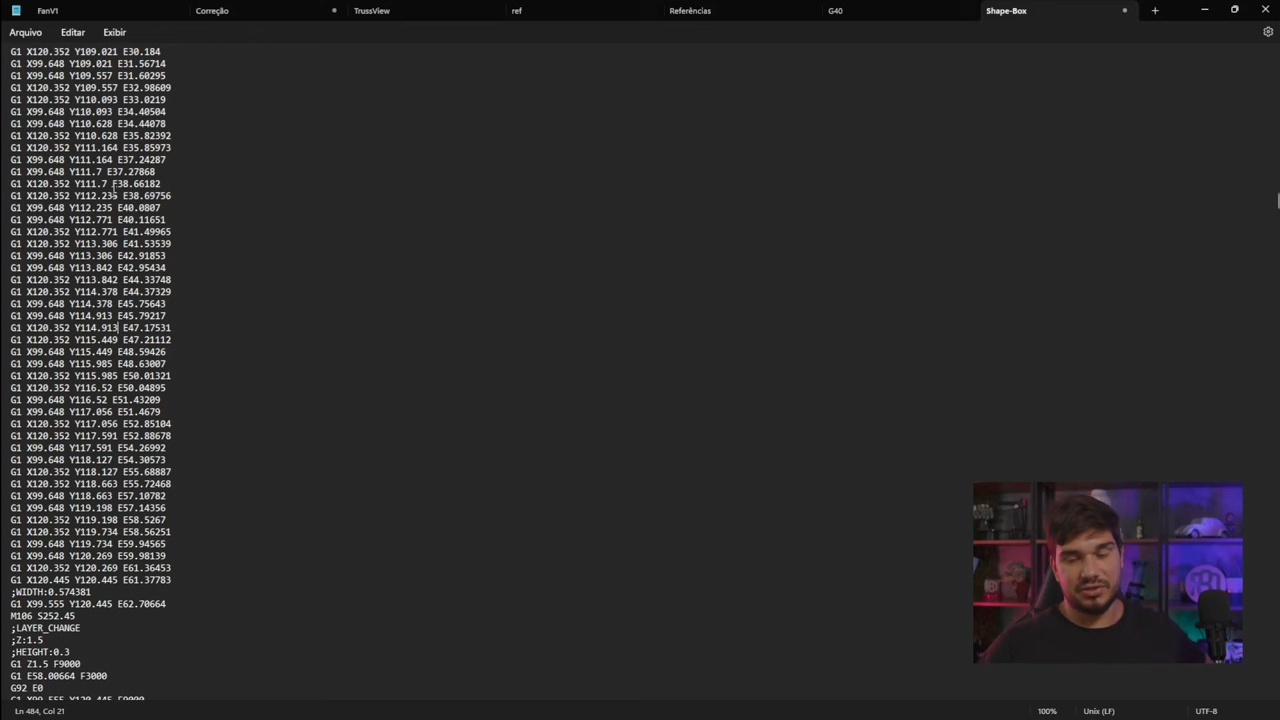 FanV1
Correção
TrussView
ref
Referências
G40
Shape-Box
Arquivo Editar Exibir
G1 X120.352 Y109.021 E30.184
G1 X99.648 Y109.021 E31.56714
G1 X99.648 Y109.557 E31.60295
G1 X120.352 Y109.557 E32.98609
G1 X120.352 Y110.093 E33.0219
G1 X99.648 Y110.093 E34.40504
G1 X99.648 Y110.628 E34.44078
G1 X120.352 Y110.628 E35.82392
G1 X120.352 Y111.164 E35.85973
G1 X99.648 Y111.164 E37.24287
G1 X99.648 Y111.7 E37.27868
G1 X120.352 Y111.7 E38.66182
G1 X120.352 Y112.235 E38.69756
G1 X99.648 Y112.235 E40.0807
G1 X99.648 Y112.771 E40.11651
G1 X120.352 Y112.771 E41.49965
G1 X120.352 Y113.306 E41.53539
G1 X99.648 Y113.306 E42.91853
G1 X99.648 Y113.842 E42.95434
G1 X120.352 Y113.842 E44.33748
G1 X120.352 Y114.378 E44.37329
G1 X99.648 Y114.378 E45.75643
G1 X99.648 Y114.913 E45.79217
G1 X120.352 Y114.913 E47.17531
G1 X120.352 Y115.449 E47.21112
G1 X99.648 Y115.449 E48.59426
G1 X99.648 Y115.985 E48.63007
G1 X120.352 Y115.985 E50.01321
G1 X120.352 Y116.52 E50.04895
G1 X99.648 Y116.52 E51.43209
G1 X99.648 Y117.056 E51.4679
G1 X120.352 Y117.056 E52.85104
G1 X120.352 Y117.591 E52.88678
G1 X99.648 Y117.591 E54.26992
G1 X99.648 Y118.127 E54.30573
G1 X120.352 Y118.127 E55.68887
G1 X120.352 Y118.663 E55.72468
G1 X99.648 Y118.663 E57.10782
G1 X99.648 Y119.198 E57.14356
G1 X120.352 Y119.198 E58.5267
G1 X120.352 Y119.734 E58.56251
G1 X99.648 Y119.734 E59.94565
G1 X99.648 Y120.269 E59.98139
G1 X120.352 Y120.269 E61.36453
G1 X120.445 Y120.445 E61.37783
;WIDTH:0.574381
G1 X99.555 Y120.445 E62.70664
M106 S252.45
;LAYER_CHANGE
;Z:1.5
;HEIGHT:0.3
G1 Z1.5 F9000
G1 E58.00664 F3000
G92 E0
G1 X99.555 Y120.445 F9000
Ln 484, Col 21
100%
Unix (LF)
UTF-8